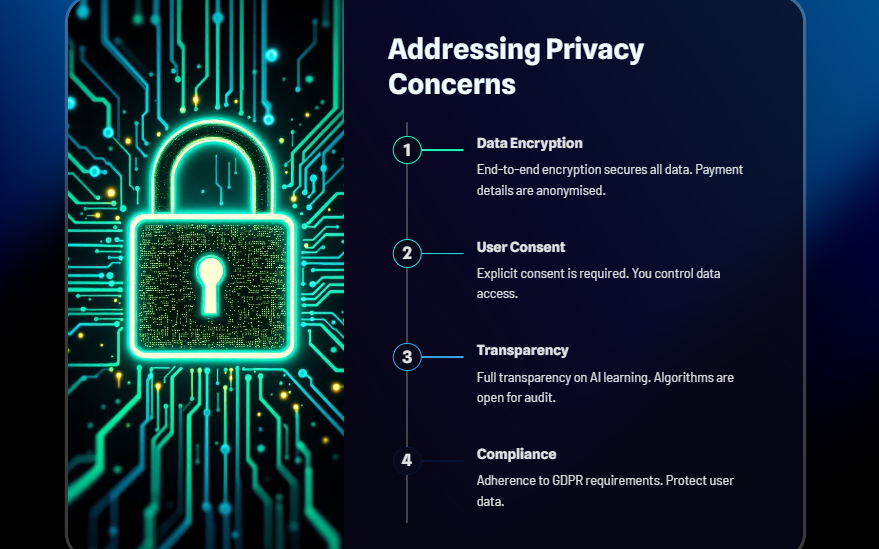 Addressing Privacy
Concerns
1
Data Encryption
End-to-end encryption secures all data. Payment
details are anonymised.
2
User Consent
Explicit consent is required. You control data
access.
3
Transparency
Full transparency on AI learning. Algorithms are
open for audit.
4
Compliance
Adherence to GDPR requirements. Protect user
data.